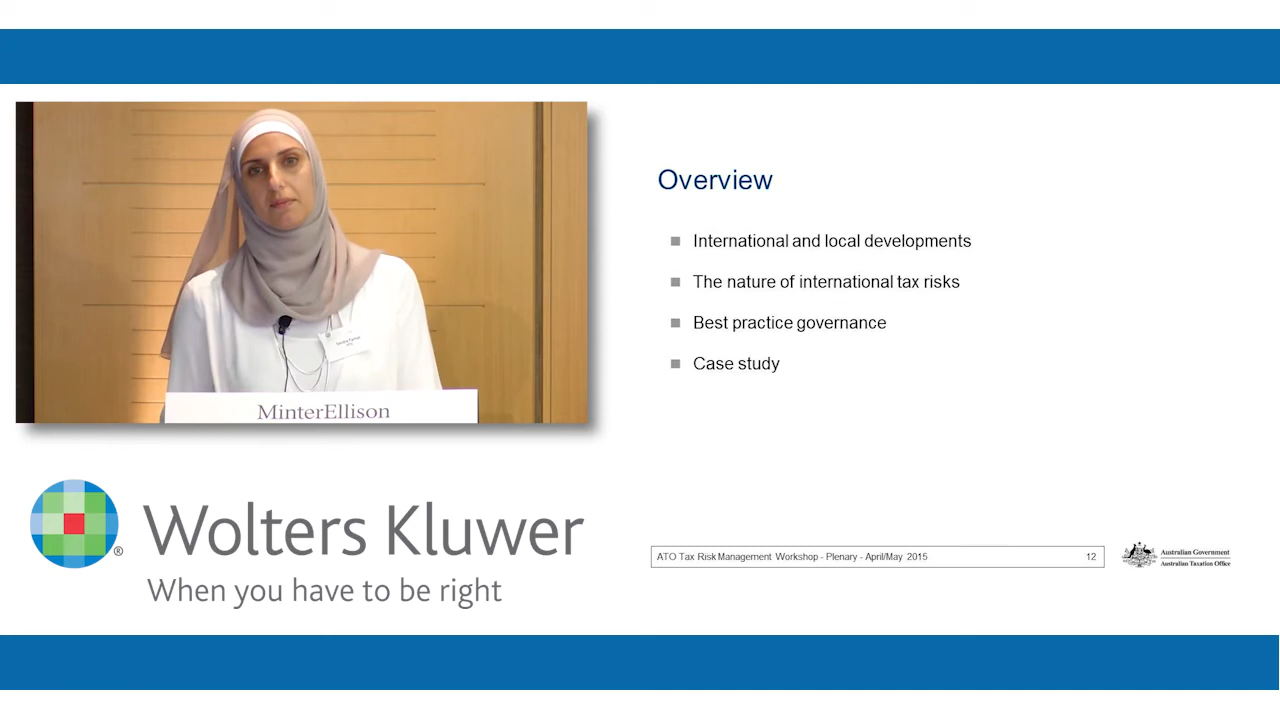 MinterEllison
Wolters Kluwer
®
When you have to be right
Overview
International and local developments
The nature of international tax risks
Best practice governance
Case study
ATO Tax Risk Management Workshop - Plenary - April/May 2015
12
Australian Government
Australian Taxation Office